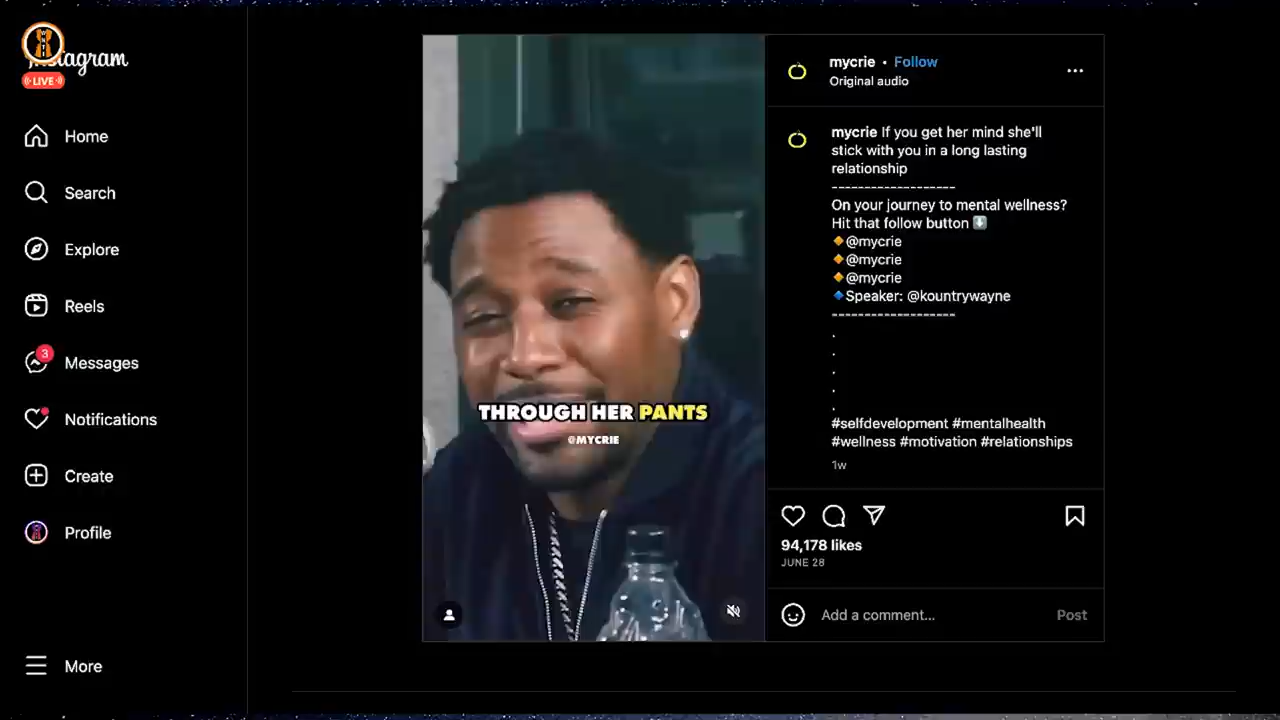 Instagram
LIVE
Home
Search
Explore
Reels
3
Messages
Notifications
Create
Profile
More
THROUGH HER PANTS
@MYCRIE
mycrie • Follow
Original audio
mycrie If you get her mind she'll
stick with you in a long lasting
relationship
-------------------
On your journey to mental wellness?
Hit that follow button ⬇️
🔸@mycrie
🔸@mycrie
🔸@mycrie
🔹Speaker: @kountrywayne
-------------------
.
.
.
.
.
#selfdevelopment #mentalhealth
#wellness #motivation #relationships
1w
94,178 likes
JUNE 28
Add a comment...
Post